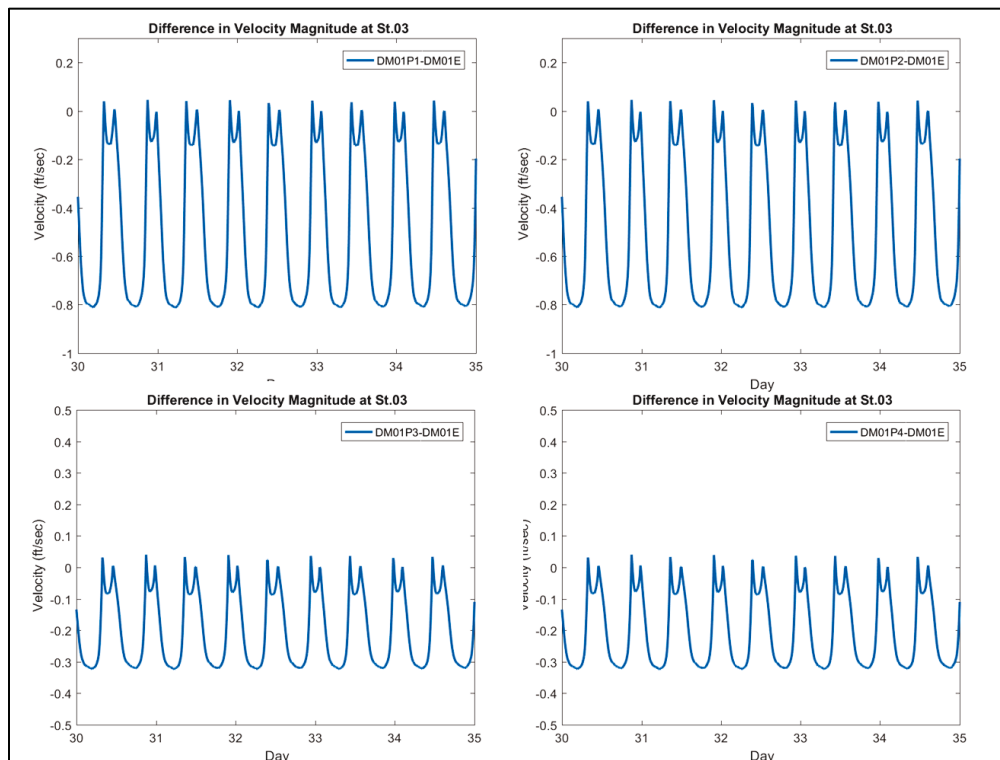 Difference in Velocity Magnitude at St.03
DM01P1-DM01E
Velocity (ft/sec)
0.2
0
-0.2
-0.4
-0.6
-0.8
-1
30 31 32 33 34 35
Difference in Velocity Magnitude at St.03
DM01P2-DM01E
Velocity (ft/sec)
0.2
0
-0.2
-0.4
-0.6
-0.8
-1
30 31 32 33 34 35
Day
Difference in Velocity Magnitude at St.03
DM01P3-DM01E
Velocity (ft/sec)
0.5
0.4
0.3
0.2
0.1
0
-0.1
-0.2
-0.3
-0.4
-0.5
30 31 32 33 34 35
Day
Difference in Velocity Magnitude at St.03
DM01P4-DM01E
Velocity (ft/sec)
0.5
0.4
0.3
0.2
0.1
0
-0.1
-0.2
-0.3
-0.4
-0.5
30 31 32 33 34 35
Day